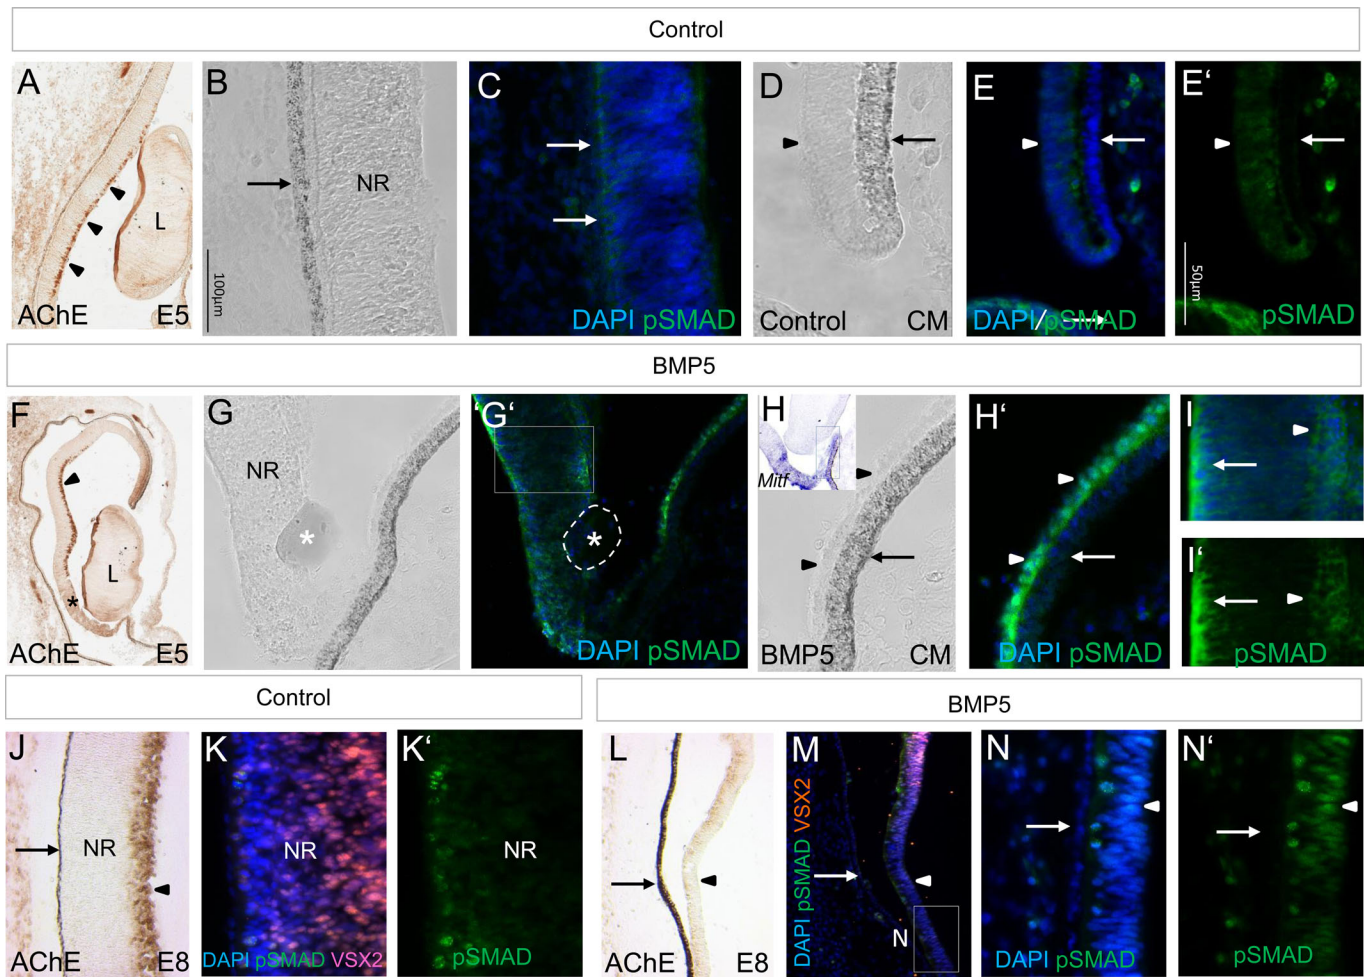 Control
A
L
AChE
E5
B
NR
100µm
C
DAPI pSMAD
D
Control
CM
E
DAPI/pSMAD
E'
50µm
pSMAD
BMP5
F
L
*
AChE
E5
G
NR
*
'G'
*
DAPI pSMAD
H
Mitf
BMP5
CM
H'
DAPI pSMAD
I
I'
pSMAD
Control
BMP5
J
NR
AChE
E8
K
NR
DAPI pSMAD VSX2
K'
NR
pSMAD
L
AChE
E8
M
DAPI pSMAD VSX2
N
N
DAPI pSMAD
N'
pSMAD